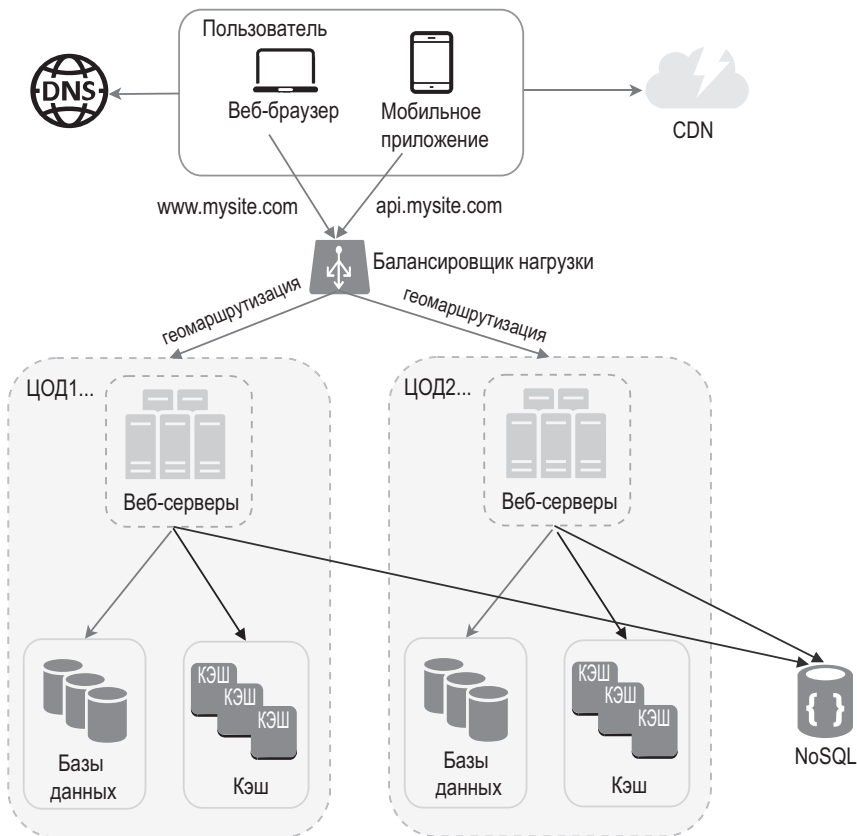 Пользователь
DNS
Веб-браузер
Мобильное
приложение
CDN
www.mysite.com
api.mysite.com
Балансировщик нагрузки
геомаршрутизация
геомаршрутизация
ЦОД1...
Веб-серверы
ЦОД2...
Веб-серверы
КЭШ
КЭШ
КЭШ
Базы
данных
Кэш
КЭШ
КЭШ
КЭШ
Базы
данных
Кэш
{ }
NoSQL